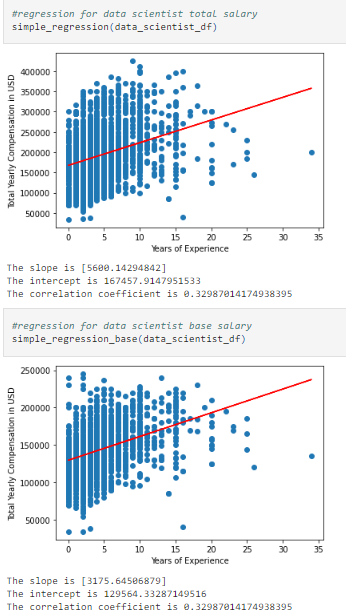 #regression for data scientist total salary
simple_regression(data_scientist_df)
400000
350000
300000
250000
200000
150000
100000
50000
Total Yearly Compensation in USD
0 5 10 15 20 25 30 35
Years of Experience
The slope is [5600.14294842]
The intercept is 167457.9147951533
The correlation coefficient is 0.32987014174938395
#regression for data scientist base salary
simple_regression_base(data_scientist_df)
250000
200000
150000
100000
50000
Total Yearly Compensation in USD
0 5 10 15 20 25 30 35
Years of Experience
The slope is [3175.64506879]
The intercept is 129564.33287149516
The correlation coefficient is 0.32987014174938395